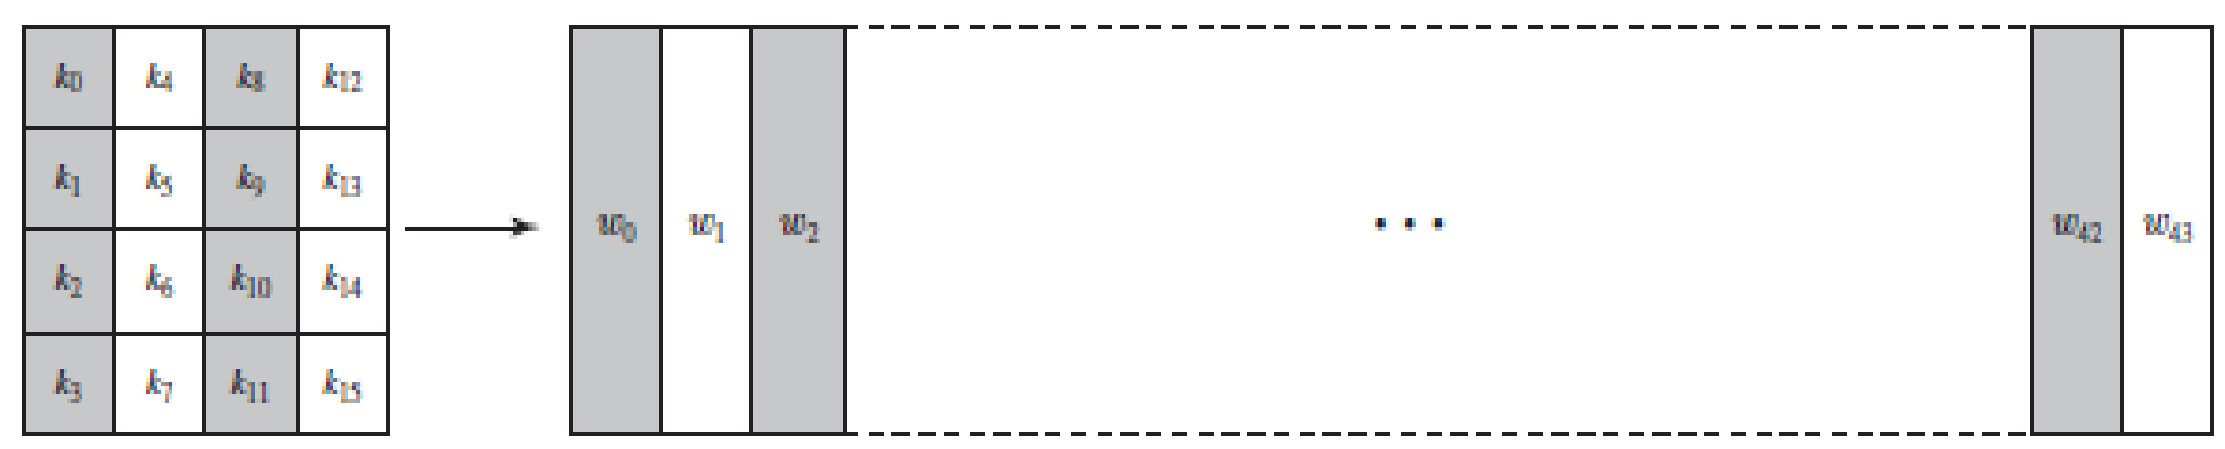 k0 k4 k8 k12
k1 k5 k9 k13
k2 k6 k10 k14
k3 k7 k11 k15
w0 w1 w2 ••• w42 w43